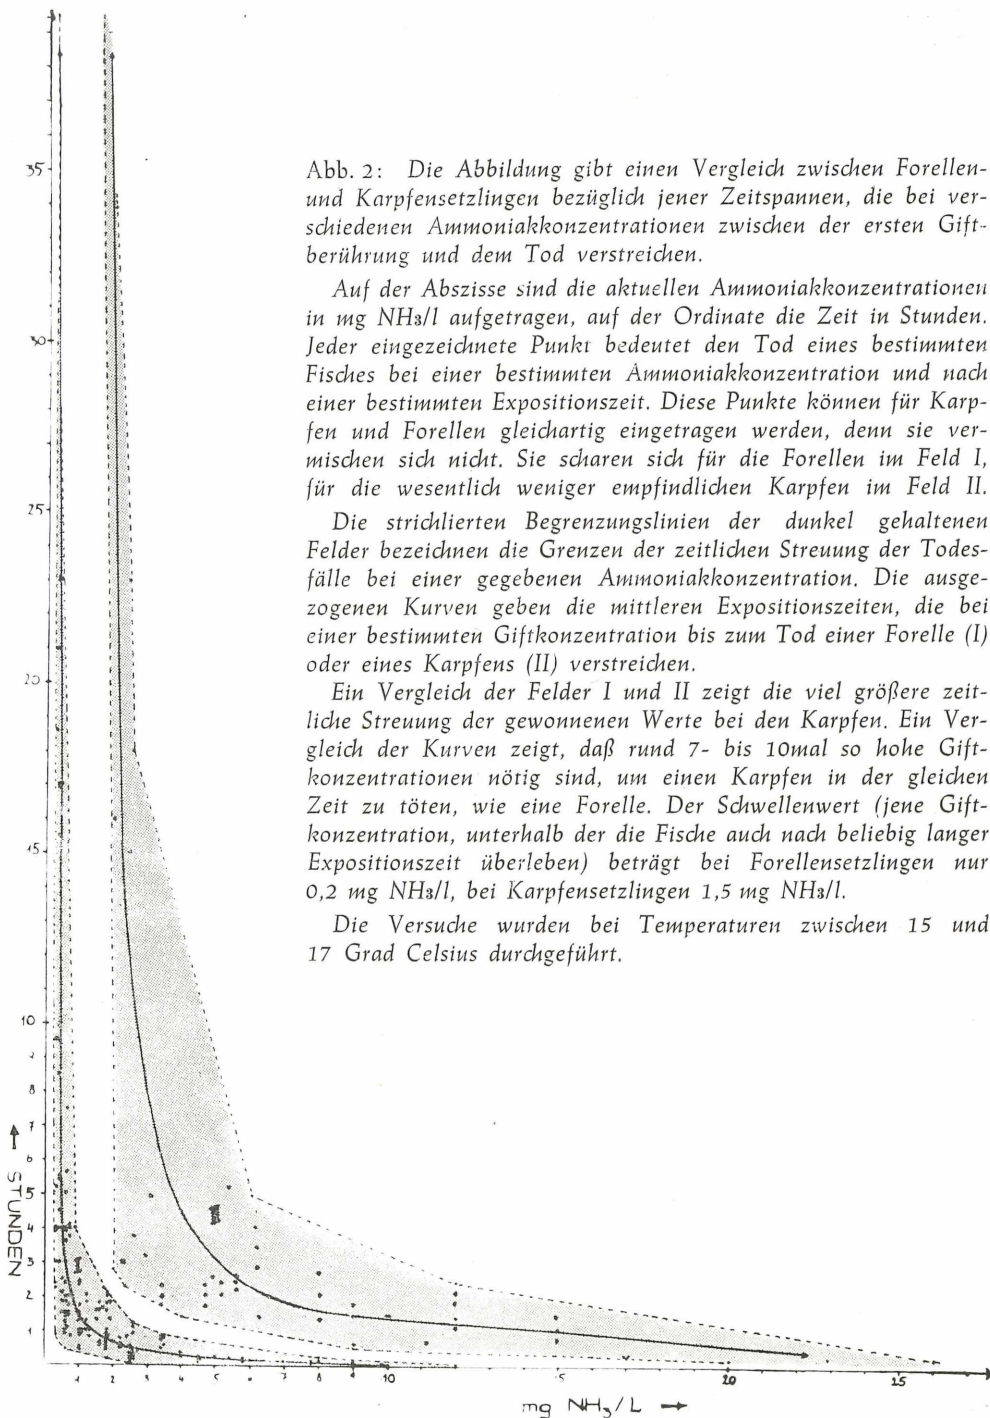 Abb. 2: Die Abbildung gibt einen Vergleich zwischen Forellen-
und Karpfensetzlingen bezüglich jener Zeitspannen, die bei ver-
schiedenen Ammoniakkonzentrationen zwischen der ersten Gift-
berührung und dem Tod verstreichen.
Auf der Abszisse sind die aktuellen Ammoniakkonzentrationen
in mg NH₃/l aufgetragen, auf der Ordinate die Zeit in Stunden.
Jeder eingezeichnete Punkt bedeutet den Tod eines bestimmten
Fisches bei einer bestimmten Ammoniakkonzentration und nach
einer bestimmten Expositionszeit. Diese Punkte können für Karp-
fen und Forellen gleichartig eingetragen werden, denn sie ver-
mischen sich nicht. Sie scharen sich für die Forellen im Feld I,
für die wesentlich weniger empfindlichen Karpfen im Feld II.
Die strichlierten Begrenzungslinien der dunkel gehaltenen
Felder bezeichnen die Grenzen der zeitlichen Streuung der Todes-
fälle bei einer gegebenen Ammoniakkonzentration. Die ausge-
zogenen Kurven geben die mittleren Expositionszeiten, die bei
einer bestimmten Giftkonzentration bis zum Tod einer Forelle (I)
oder eines Karpfens (II) verstreichen.
Ein Vergleich der Felder I und II zeigt die viel größere zeit-
liche Streuung der gewonnenen Werte bei den Karpfen. Ein Ver-
gleich der Kurven zeigt, daß rund 7- bis 10mal so hohe Gift-
konzentrationen nötig sind, um einen Karpfen in der gleichen
Zeit zu töten, wie eine Forelle. Der Schwellenwert (jene Gift-
konzentration, unterhalb der die Fische auch nach beliebig langer
Expositionszeit überleben) beträgt bei Forellensetzlingen nur
0,2 mg NH₃/l, bei Karpfensetzlingen 1,5 mg NH₃/l.
Die Versuche wurden bei Temperaturen zwischen 15 und
17 Grad Celsius durchgeführt.
35
30
25
20
15
10
8
7
6
5
4
3
2
1
STUNDEN
I
II
1
2
3
4
5
6
7
8
9
10
15
20
25
mg NH₃/L